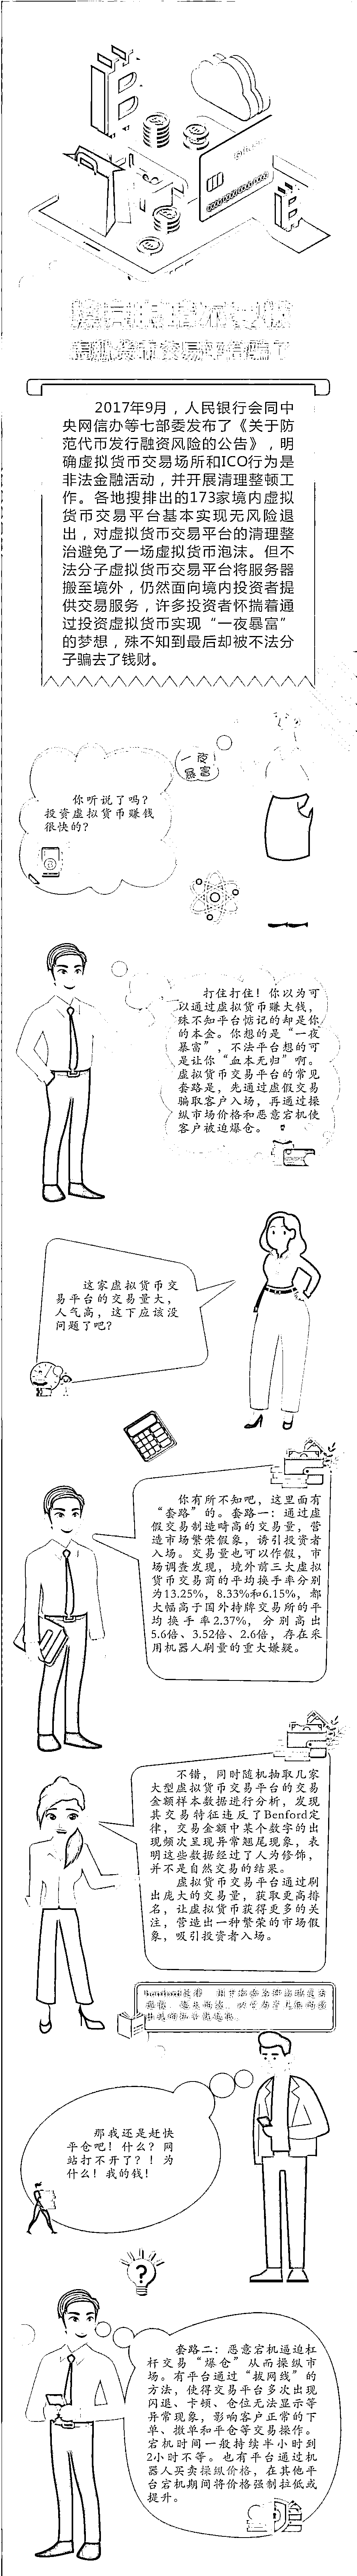 虚拟货币交易平台骗了
2017年9月，人民银行会同中
央网信办等七部委发布了《关于防
范代币发行融资风险的公告》，明
确虚拟货币交易场所和ICO行为是
非法金融活动，并开展清理整顿工
作。各地搜排出的173家境内虚拟
货币交易平台基本实现无风险退
出，对虚拟货币交易平台的清理整
治避免了一场虚拟货币泡沫。但不
法分子虚拟货币交易平台将服务器
搬至境外，仍然面向境内投资者提
供交易服务，许多投资者怀揣着通
过投资虚拟货币实现“一夜暴富”
的梦想，殊不知到最后却被不法分
子骗去了钱财。
一夜
暴富
你听说了吗？
投资虚拟货币赚钱
很快的？
打住打住！你以为可
以通过虚拟货币赚大钱，
殊不知平台惦记的却是你
的本金。你想的是“一夜
暴富”，不法平台想的可
是让你“血本无归”啊。
虚拟货币交易平台的常见
套路是，先通过虚假交易
骗取客户入场，再通过操
纵市场价格和恶意宕机使
客户被迫爆仓。
这家虚拟货币交
易平台的交易量大，
人气高，这下应该没
问题了吧？
你有所不知吧，这里面有
“套路”的。套路一：通过虚
假交易制造畸高的交易量，营
造市场繁荣假象，诱引投资者
入场。交易量也可以作假，市
场调查发现，境外前三大虚拟
货币交易商的平均换手率分别
为13.25%，8.33%和6.15%，都
大幅高于国外持牌交易所的平
均换手率2.37%，分别高出
5.6倍、3.52倍、2.6倍，存在采
用机器人刷量的重大嫌疑。
不错，同时随机抽取几家
大型虚拟货币交易平台的交易
金额样本数据进行分析，发现
其交易特征违反了Benford定
律，交易金额中某个数字的出
现频次呈现异常翘尾现象，表
明这些数据经过了人为修饰，
并不是自然交易的结果。
虚拟货币交易平台通过刷
出庞大的交易量，获取更高排
名，让虚拟货币获得更多的关
注，营造出一种繁荣的市场假
象，吸引投资者入场。
那我还是赶快
平仓吧！什么？网
站打不开了？！为
什么！我的钱！
套路二：恶意宕机逼迫杠
杆交易“爆仓”从而操纵市
场。有平台通过“拔网线”的
方法，使得交易平台多次出现
闪退、卡顿、仓位无法显示等
异常现象，影响客户正常的下
单、撤单和平仓等交易操作。
宕机时间一般持续半小时到
2小时不等。也有平台通过机
器人买卖操纵价格，在其他平
台宕机期间将价格强制拉低或
提升。